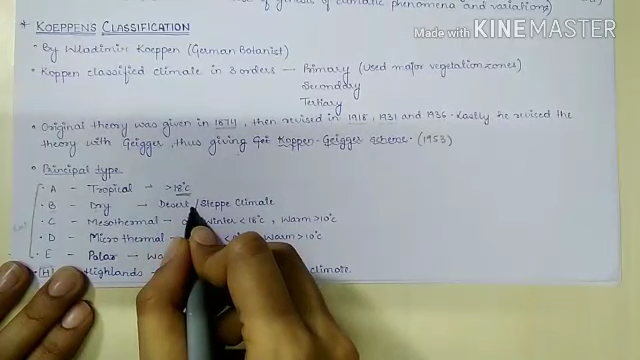 of genesis of climatic phenomena and variations)
Made with KINEMASTER
* KOEPPENS CLASSIFICATION
• By Wladimir Koeppen (German Botanist)
• Koppen classified climate in 3 orders — Primary (Used major vegetation zones)
Secondary
Tertiary
• Original theory was given in 1874, then revised in 1918, 1931 and 1936. Lastly he revised the
theory with Geigger, thus giving Gei Koppen-Geigger scheme. (1953)
• Principal type
• A - Tropical → >18°C
• B - Dry → Desert/Steppe Climate
• C - Mesothermal - Winter <18°C, Warm >10°C
• D - Microthermal - Warm >10°C
• E - Polar →
• H Highlands climate